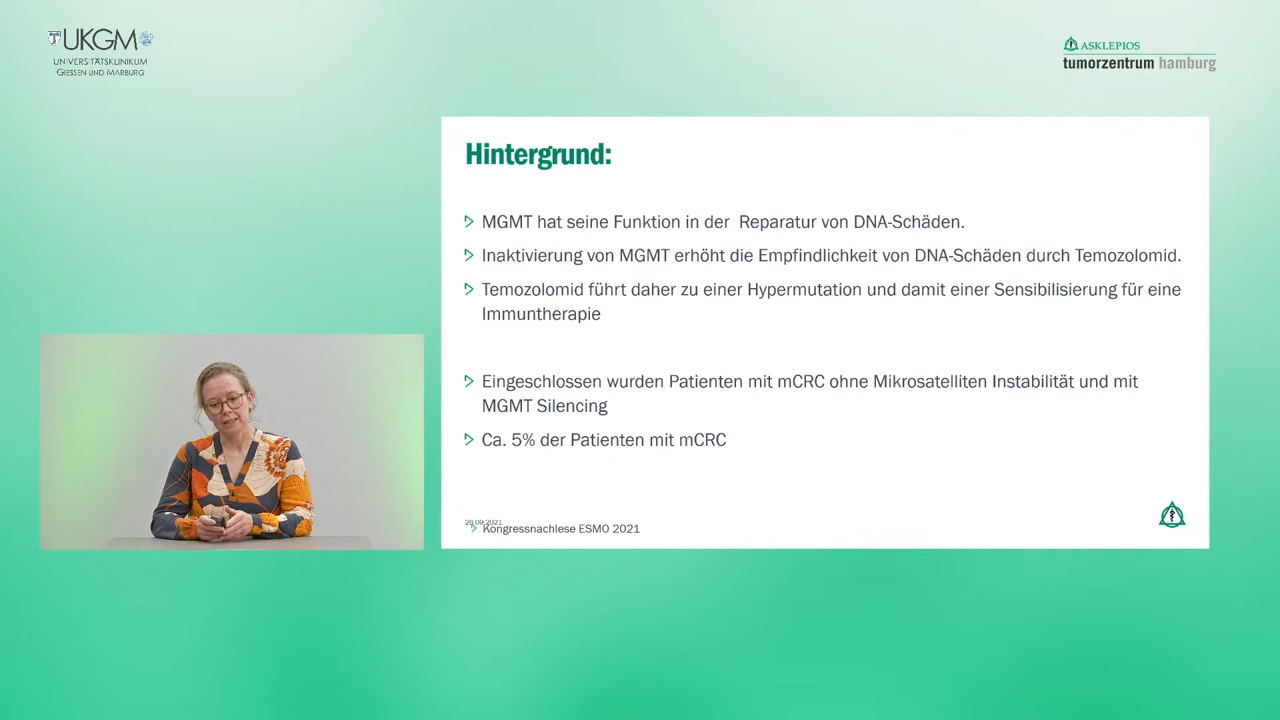 UKGM
UNIVERSITÄTSKLINIKUM
GIESSEN UND MARBURG
ASKLEPIOS
tumorzentrum hamburg
Hintergrund:
MGMT hat seine Funktion in der Reparatur von DNA-Schäden.
Inaktivierung von MGMT erhöht die Empfindlichkeit von DNA-Schäden durch Temozolomid.
Temozolomid führt daher zu einer Hypermutation und damit einer Sensibilisierung für eine
Immuntherapie
Eingeschlossen wurden Patienten mit mCRC ohne Mikrosatelliten Instabilität und mit
MGMT Silencing
Ca. 5% der Patienten mit mCRC
28.09.2021
Kongressnachlese ESMO 2021